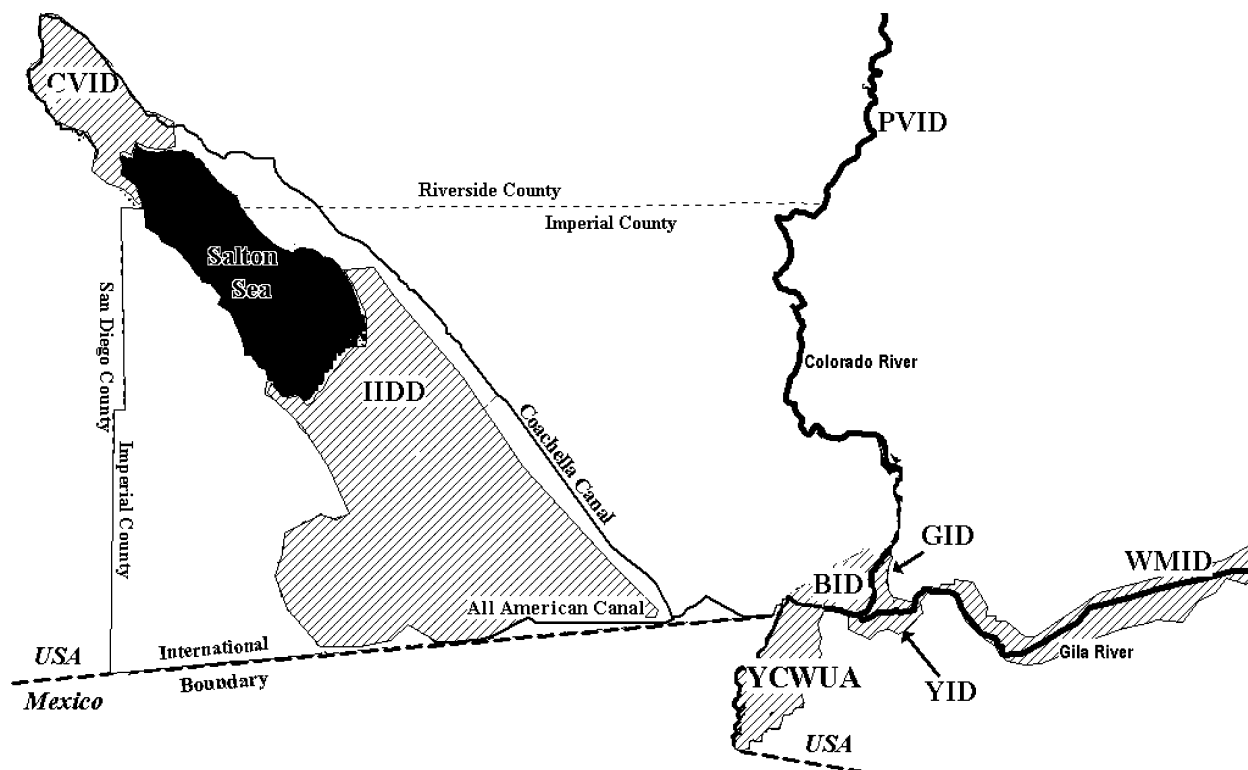 CVID
PVID
Riverside County
Imperial County
Salton
Sea
San Diego County
Colorado River
IIDD
Coachella Canal
Imperial County
GID
WMID
BID
All American Canal
International
Boundary
Gila River
USA
Mexico
YCWUA
YID
USA